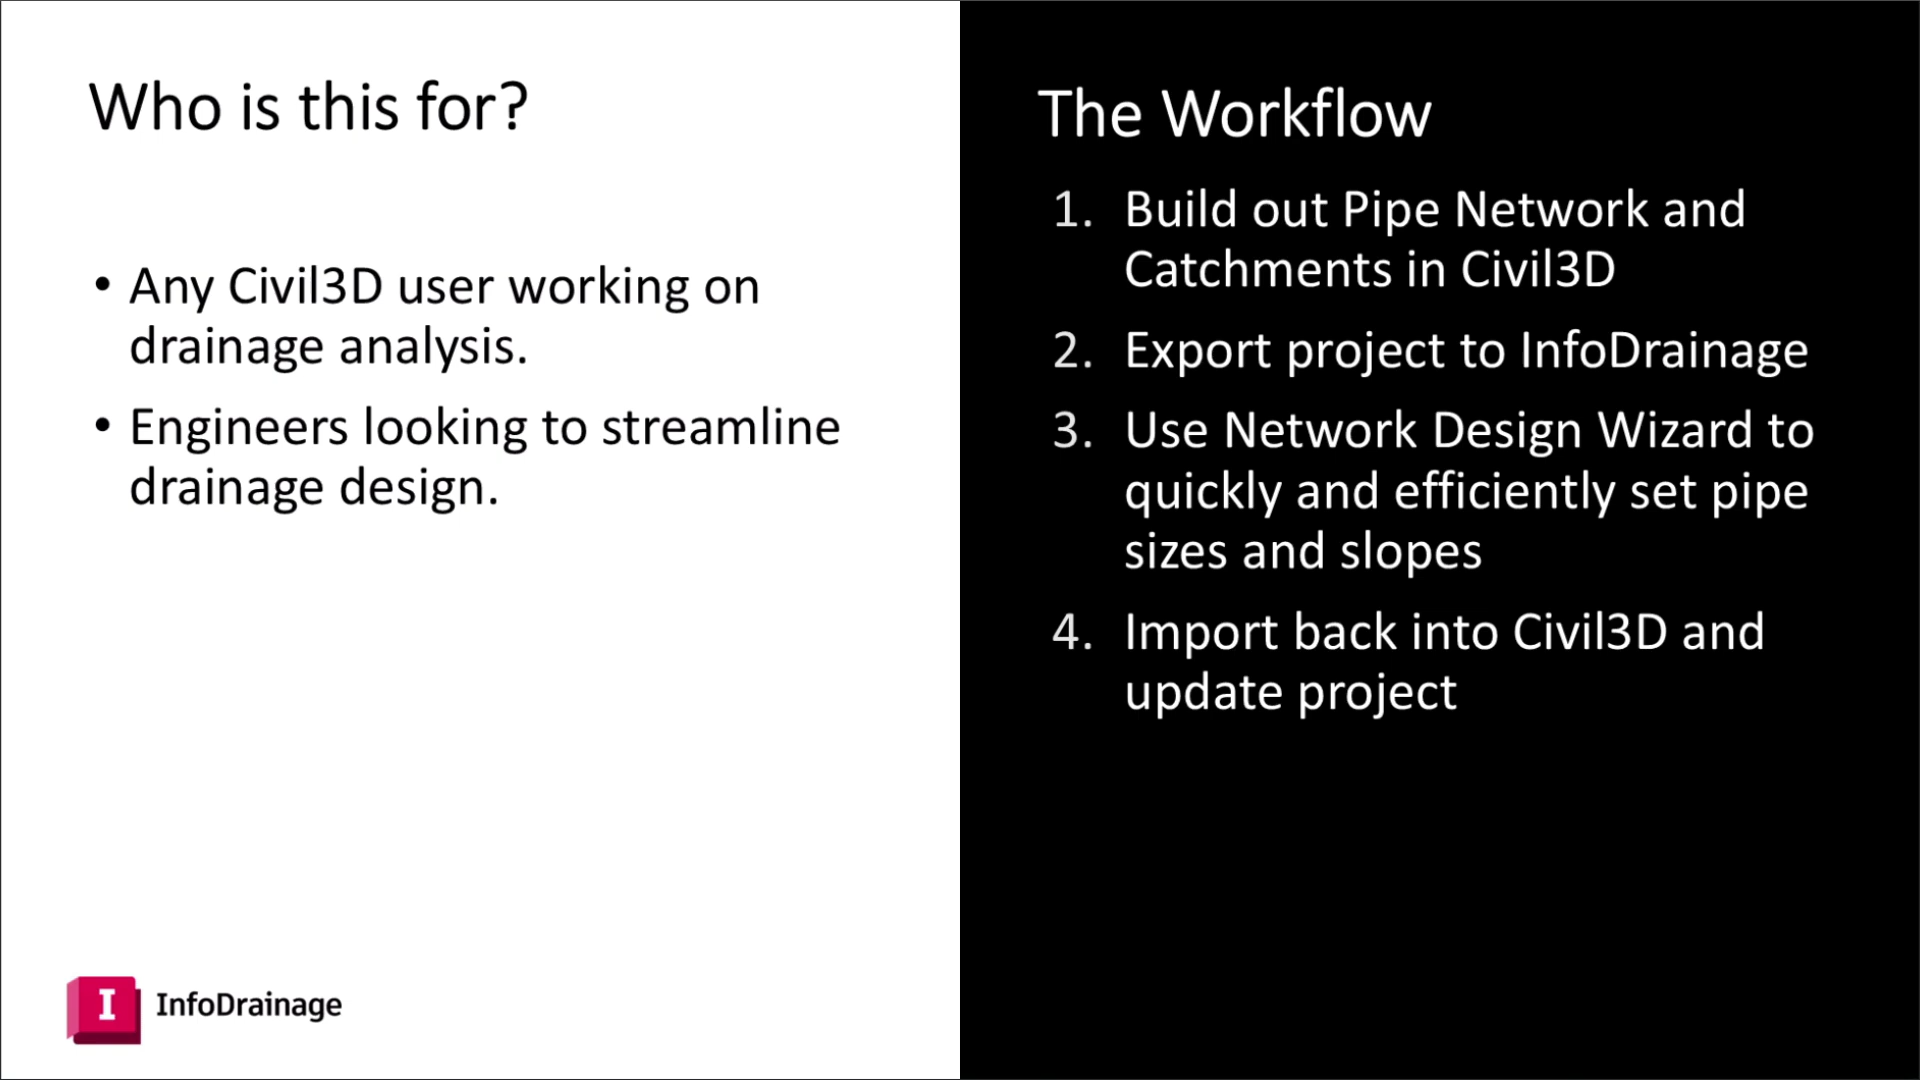 Who is this for?
• Any Civil3D user working on
drainage analysis.
• Engineers looking to streamline
drainage design.
I InfoDrainage
The Workflow
1. Build out Pipe Network and
Catchments in Civil3D
2. Export project to InfoDrainage
3. Use Network Design Wizard to
quickly and efficiently set pipe
sizes and slopes
4. Import back into Civil3D and
update project